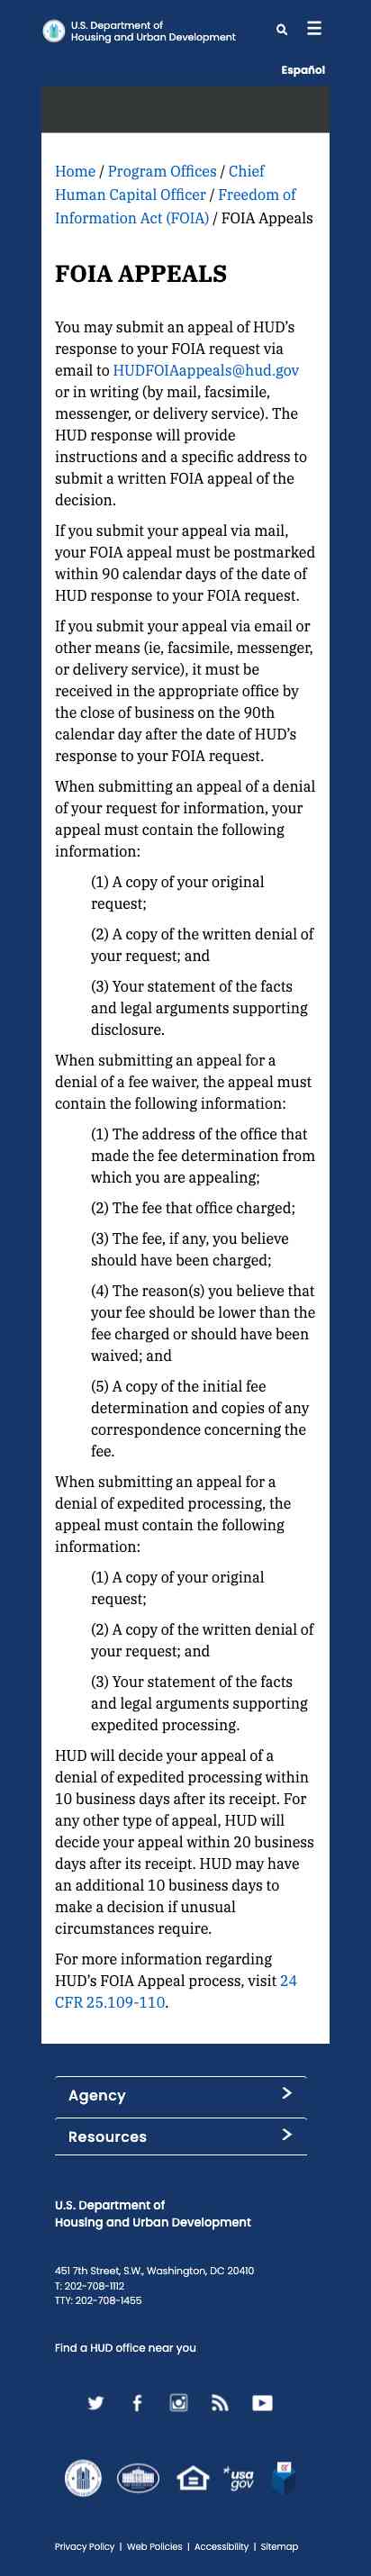 U.S. Department of
Housing and Urban Development
Español
Home / Program Offices / Chief
Human Capital Officer / Freedom of
Information Act (FOIA) / FOIA Appeals
FOIA APPEALS
You may submit an appeal of HUD’s
response to your FOIA request via
email to HUDFOIAappeals@hud.gov
or in writing (by mail, facsimile,
messenger, or delivery service). The
HUD response will provide
instructions and a specific address to
submit a written FOIA appeal of the
decision.
If you submit your appeal via mail,
your FOIA appeal must be postmarked
within 90 calendar days of the date of
HUD response to your FOIA request.
If you submit your appeal via email or
other means (ie, facsimile, messenger,
or delivery service), it must be
received in the appropriate office by
the close of business on the 90th
calendar day after the date of HUD’s
response to your FOIA request.
When submitting an appeal of a denial
of your request for information, your
appeal must contain the following
information:
(1) A copy of your original
request;
(2) A copy of the written denial of
your request; and
(3) Your statement of the facts
and legal arguments supporting
disclosure.
When submitting an appeal for a
denial of a fee waiver, the appeal must
contain the following information:
(1) The address of the office that
made the fee determination from
which you are appealing;
(2) The fee that office charged;
(3) The fee, if any, you believe
should have been charged;
(4) The reason(s) you believe that
your fee should be lower than the
fee charged or should have been
waived; and
(5) A copy of the initial fee
determination and copies of any
correspondence concerning the
fee.
When submitting an appeal for a
denial of expedited processing, the
appeal must contain the following
information:
(1) A copy of your original
request;
(2) A copy of the written denial of
your request; and
(3) Your statement of the facts
and legal arguments supporting
expedited processing.
HUD will decide your appeal of a
denial of expedited processing within
10 business days after its receipt. For
any other type of appeal, HUD will
decide your appeal within 20 business
days after its receipt. HUD may have
an additional 10 business days to
make a decision if unusual
circumstances require.
For more information regarding
HUD’s FOIA Appeal process, visit 24
CFR 25.109-110.
Agency
Resources
U.S. Department of
Housing and Urban Development
451 7th Street, S.W., Washington, DC 20410
T: 202-708-1112
TTY: 202-708-1455
Find a HUD office near you
usa
gov
Privacy Policy | Web Policies | Accessibility | Sitemap